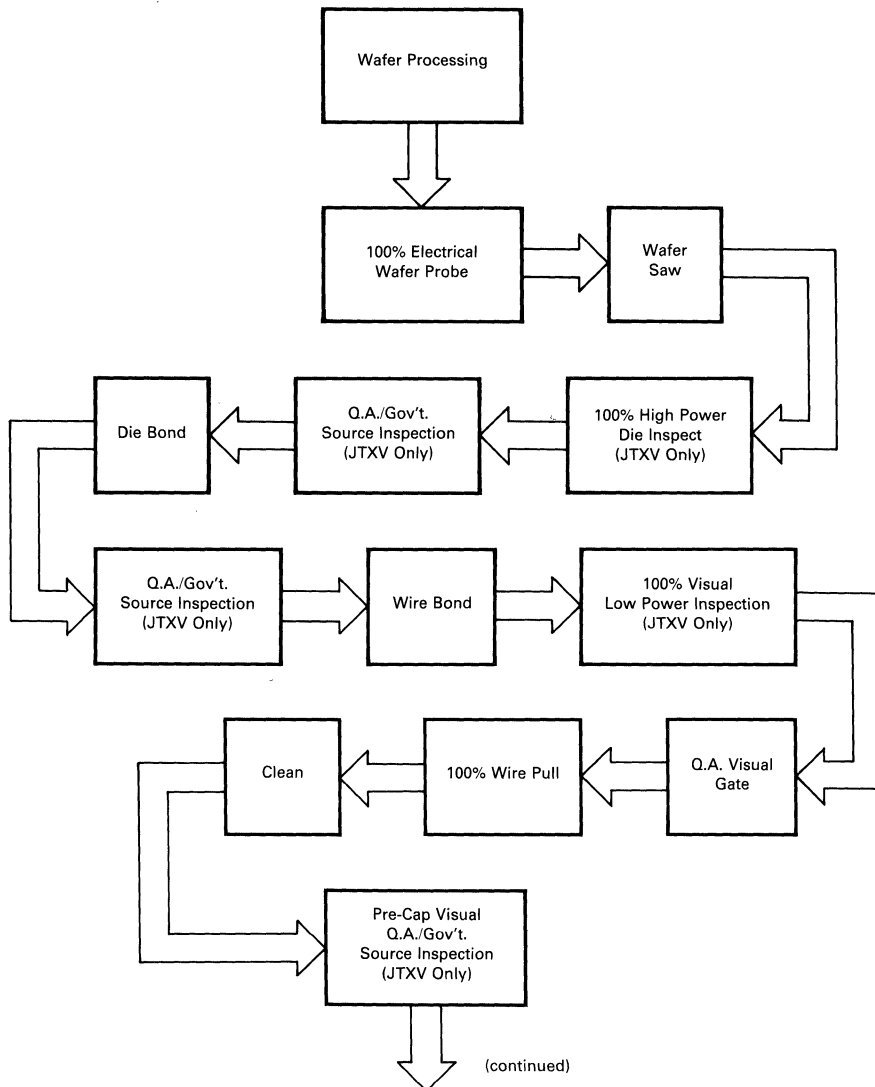 Wafer Processing
100% Electrical
Wafer Probe
Wafer
Saw
100% High Power
Die Inspect
(JTXV Only)
Q.A./Gov't.
Source Inspection
(JTXV Only)
Die Bond
Q.A./Gov't.
Source Inspection
(JTXV Only)
Wire Bond
100% Visual
Low Power Inspection
(JTXV Only)
Q.A. Visual
Gate
100% Wire Pull
Clean
Pre-Cap Visual
Q.A./Gov't.
Source Inspection
(JTXV Only)
(continued)